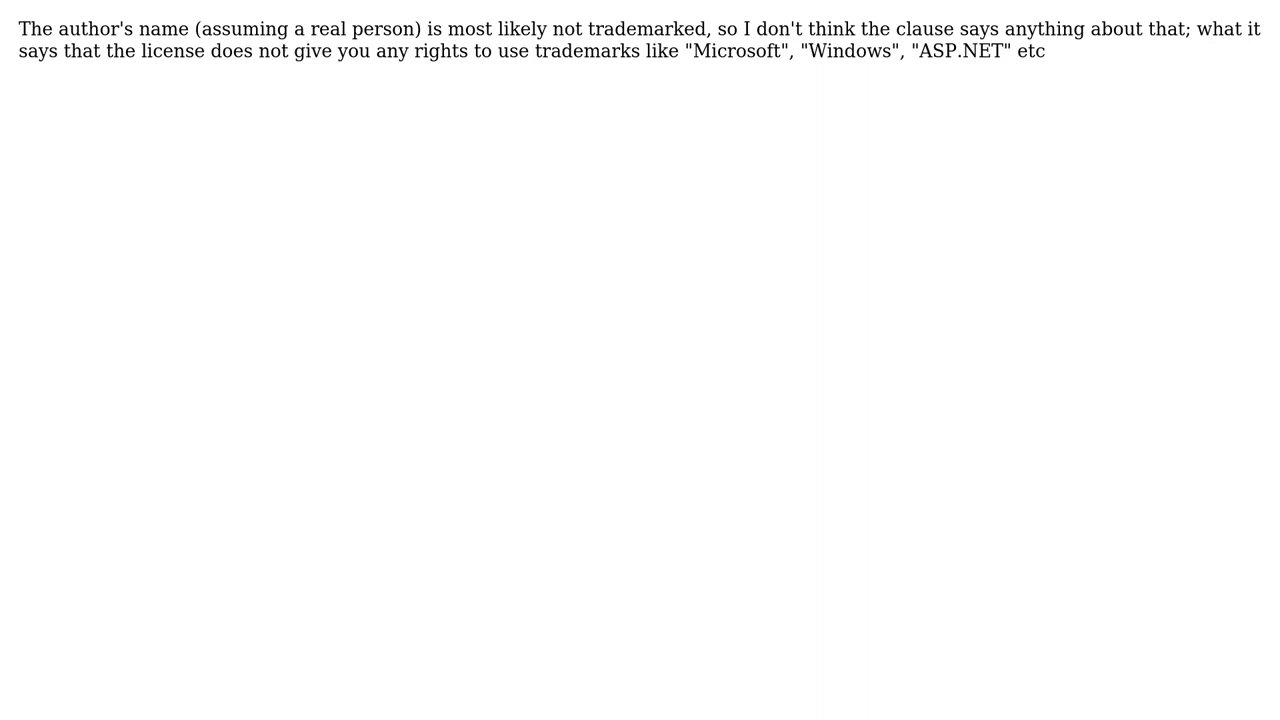 The author's name (assuming a real person) is most likely not trademarked, so I don't think the clause says anything about that; what it
says that the license does not give you any rights to use trademarks like "Microsoft", "Windows", "ASP.NET" etc